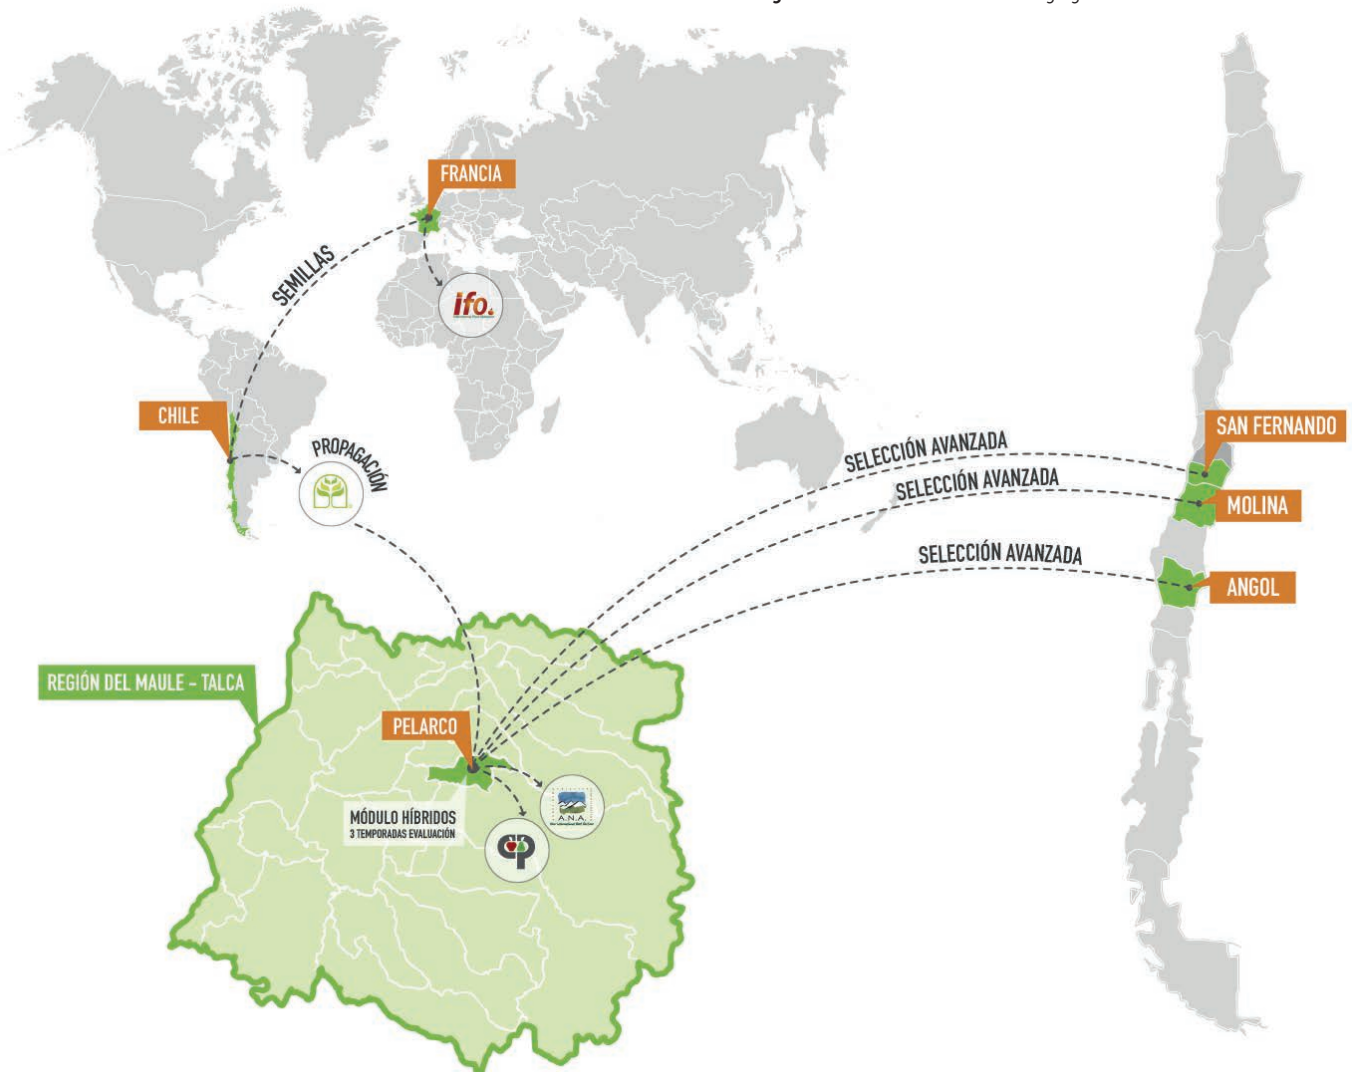 FRANCIA
SEMILLAS
ifo.
CHILE
PROPAGACIÓN
SELECCIÓN AVANZADA
SAN FERNANDO
SELECCIÓN AVANZADA
MOLINA
SELECCIÓN AVANZADA
ANGOL
REGIÓN DEL MAULE - TALCA
PELARCO
MÓDULO HÍBRIDOS
3 TEMPORADAS EVALUACIÓN
A.N.A.